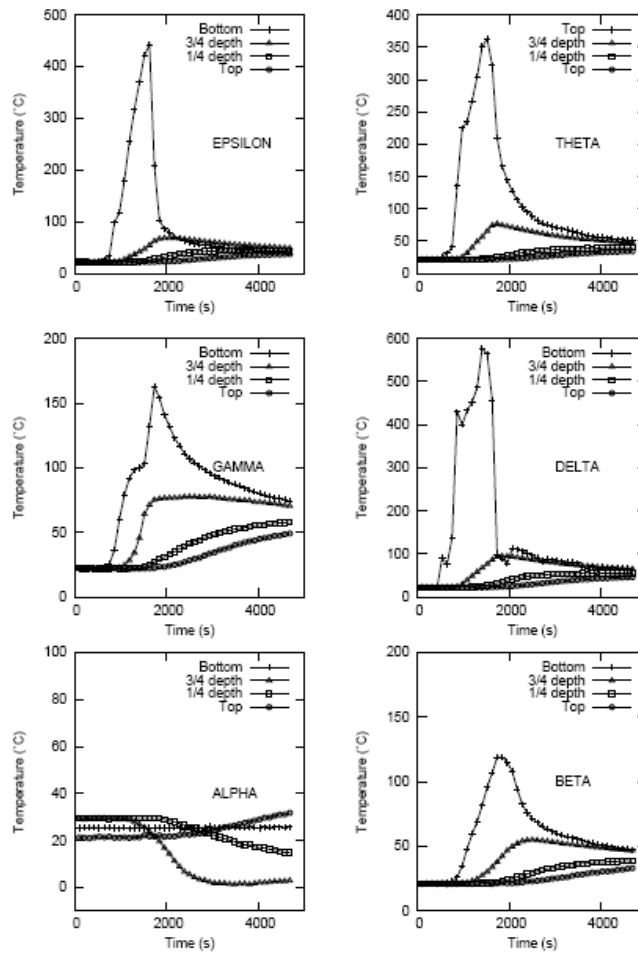 500
400
300
200
100
0
0 2000 4000
Temperature (°C)
Time (s)
Bottom
3/4 depth
1/4 depth
Top
EPSILON
400
350
300
250
200
150
100
50
0
0 2000 4000
Temperature (°C)
Time (s)
Top
3/4 depth
1/4 depth
Top
THETA
200
150
100
50
0
0 2000 4000
Temperature (°C)
Time (s)
Bottom
3/4 depth
1/4 depth
Top
GAMMA
600
500
400
300
200
100
0
0 2000 4000
Temperature (°C)
Time (s)
Bottom
3/4 depth
1/4 depth
Top
DELTA
100
80
60
40
20
0
0 2000 4000
Temperature (°C)
Time (s)
Bottom
3/4 depth
1/4 depth
Top
ALPHA
200
150
100
50
0
0 2000 4000
Temperature (°C)
Time (s)
Bottom
3/4 depth
1/4 depth
Top
BETA